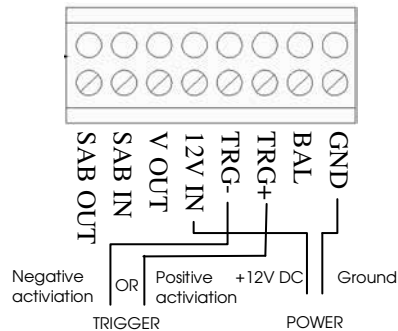 SAB OUT
SAB IN
V OUT
12V IN
TRG-
TRG+
BAL
GND
Negative activiation
OR
Positive activiation
+12V DC
Ground
TRIGGER
POWER